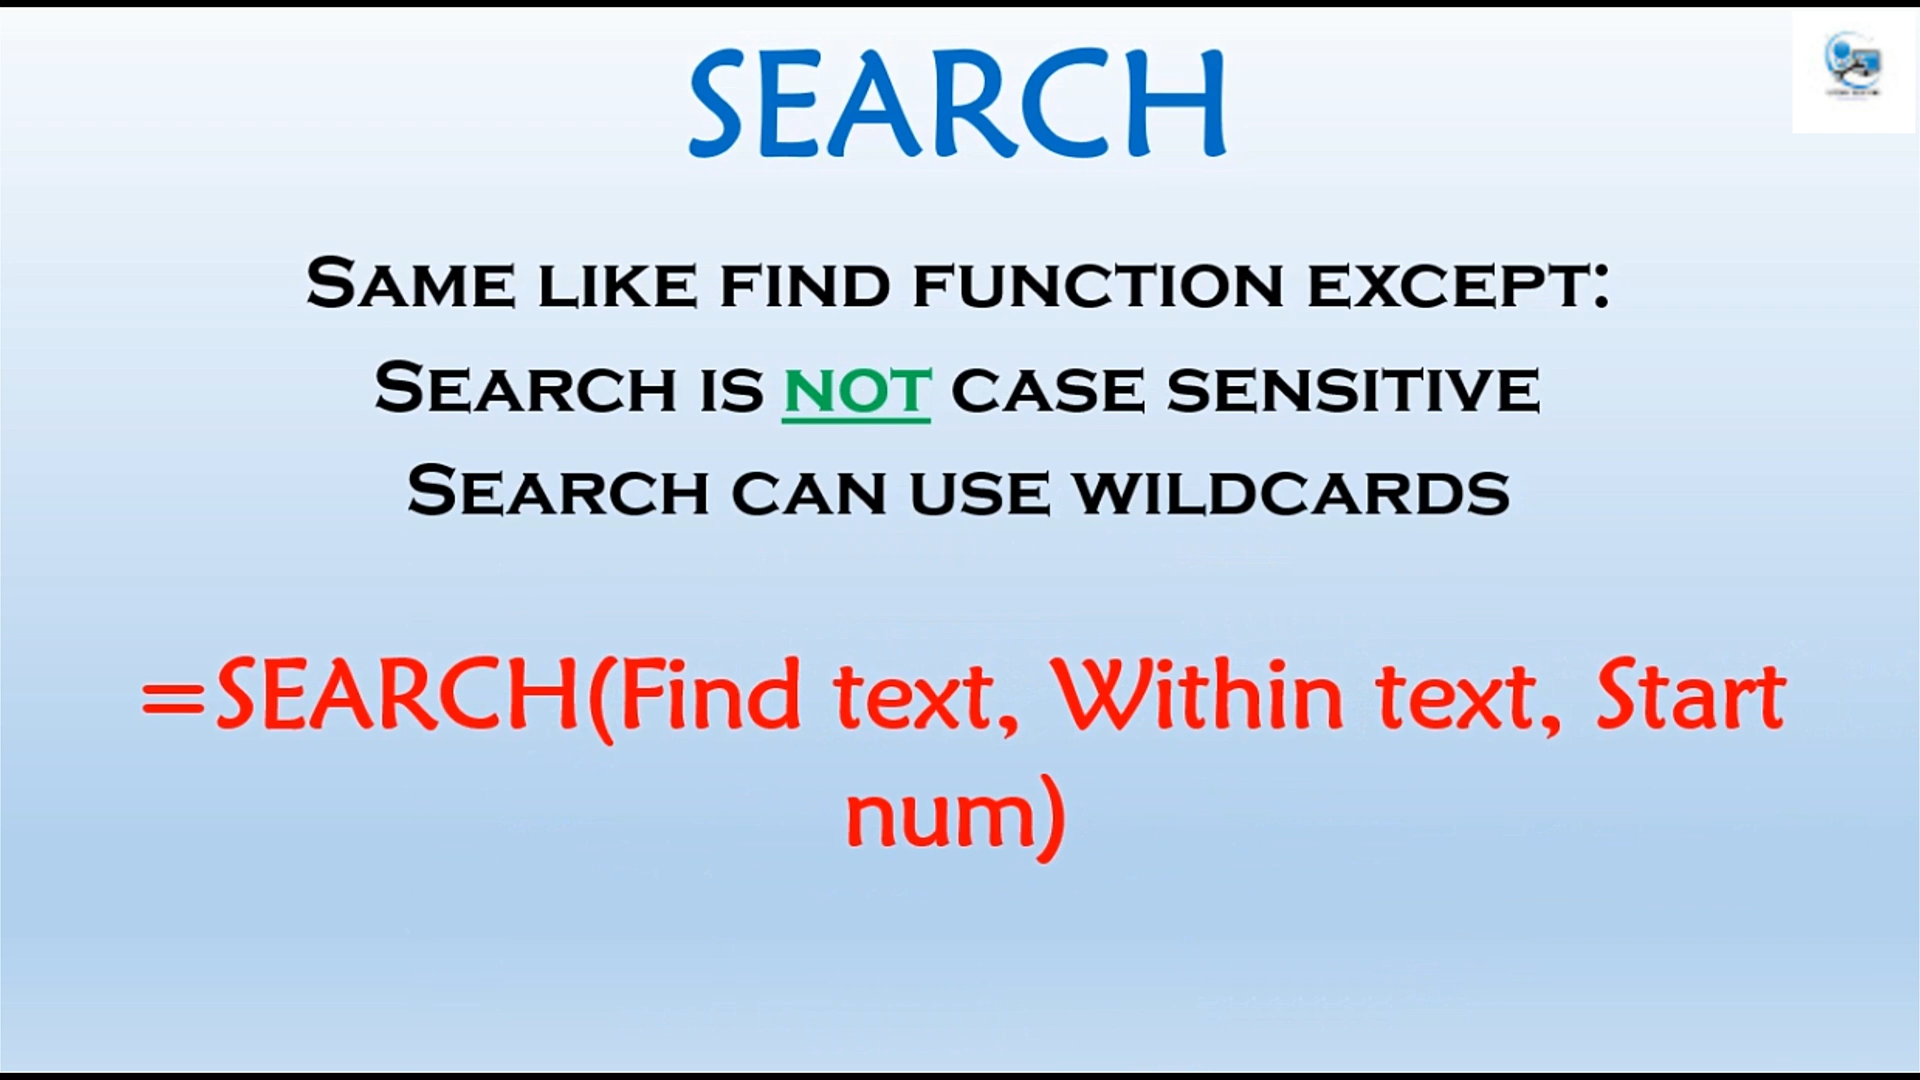 SEARCH
Same like find function except:
Search is not case sensitive
Search can use wildcards
=SEARCH(Find text, Within text, Start
num)